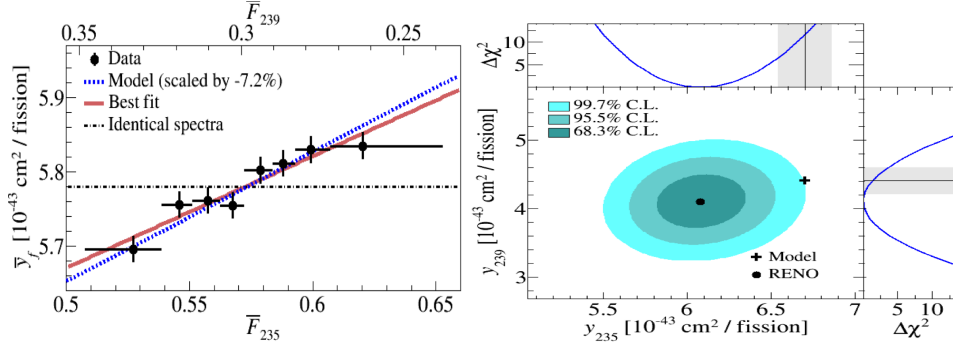 F̅₂₃₉
0.35 0.3 0.25
Data
Model (scaled by -7.2%)
Best fit
Identical spectra
5.9
5.8
5.7
y̅_f [10⁻⁴³ cm² / fission]
0.5 0.55 0.6 0.65
F̅₂₃₅
Δχ²
10
5
99.7% C.L.
95.5% C.L.
68.3% C.L.
5
4
3
y₂₃₉ [10⁻⁴³ cm² / fission]
Model
RENO
5.5 6 6.5 7
y₂₃₅ [10⁻⁴³ cm² / fission]
5 10
Δχ²